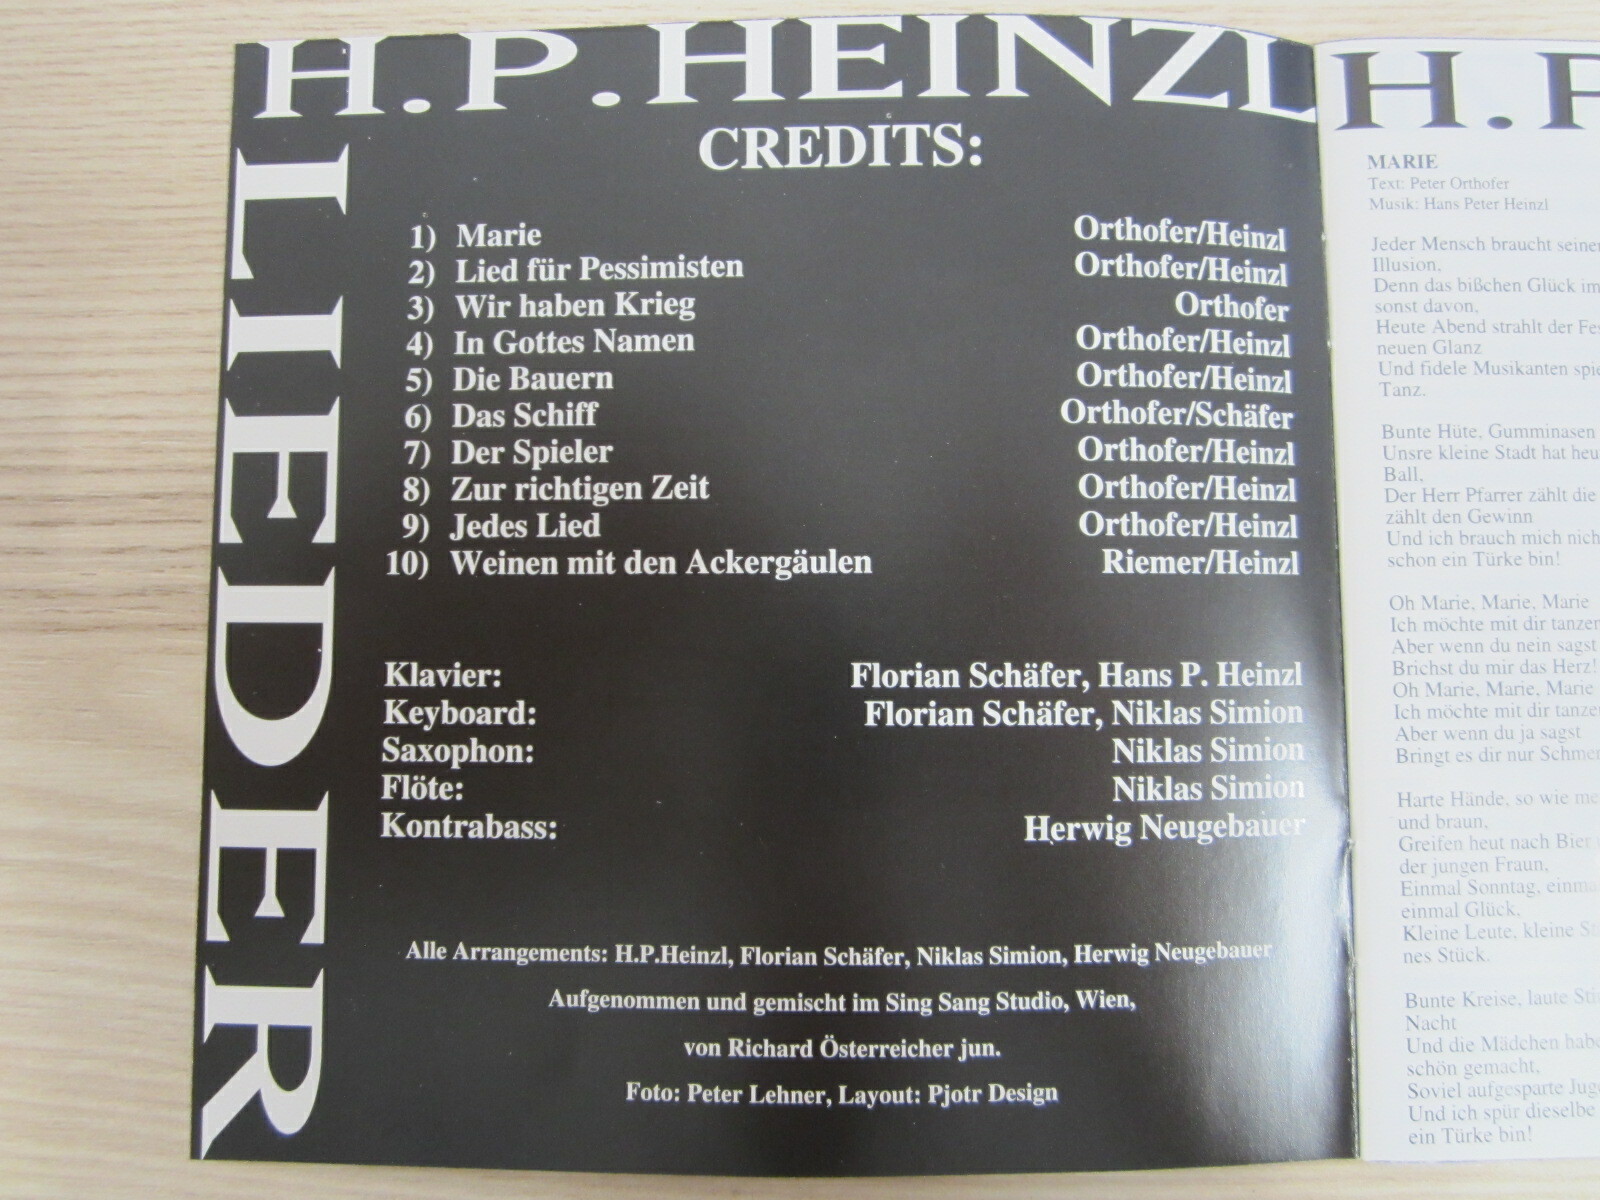 H.P.HEINZL
LIEDER
CREDITS:
1) Marie Orthofer/Heinzl
2) Lied für Pessimisten Orthofer/Heinzl
3) Wir haben Krieg Orthofer
4) In Gottes Namen Orthofer/Heinzl
5) Die Bauern Orthofer/Heinzl
6) Das Schiff Orthofer/Schäfer
7) Der Spieler Orthofer/Heinzl
8) Zur richtigen Zeit Orthofer/Heinzl
9) Jedes Lied Orthofer/Heinzl
10) Weinen mit den Ackergäulen Riemer/Heinzl
Klavier: Florian Schäfer, Hans P. Heinzl
Keyboard: Florian Schäfer, Niklas Simion
Saxophon: Niklas Simion
Flöte: Niklas Simion
Kontrabass: Herwig Neugebauer
Alle Arrangements: H.P.Heinzl, Florian Schäfer, Niklas Simion, Herwig Neugebauer
Aufgenommen und gemischt im Sing Sang Studio, Wien,
von Richard Österreicher jun.
Foto: Peter Lehner, Layout: Pjotr Design
H.P
MARIE
Text: Peter Orthofer
Musik: Hans Peter Heinzl
Jeder Mensch braucht seine
Illusion,
Denn das bißchen Glück im
sonst davon,
Heute Abend strahlt der
neuen Glanz
Und fidele Musikanten
Tanz.
Bunte Hüte, Gumminasen
Unsre kleine Stadt hat
Ball,
Der Herr Pfarrer zählt die
zählt den Gewinn
Und ich brauch mich
schon ein Türke bin!
Oh Marie, Marie, Marie
Ich möchte mit dir tanzen
Aber wenn du nein sagst
Brichst du mir das Herz!
Oh Marie, Marie, Marie
Ich möchte mit dir
Aber wenn du ja sagst
Bringt es dir nur
Harte Hände, so wie
und braun,
Greifen heut nach Bier
der jungen Fraun,
Einmal Sonntag,
einmal Glück,
Kleine Leute, kleine
nes Stück.
Bunte Kreise, laute
Nacht
Und die Mädchen
schön gemacht,
Soviel aufgesparte
Und ich spür dieselbe
ein Türke bin!